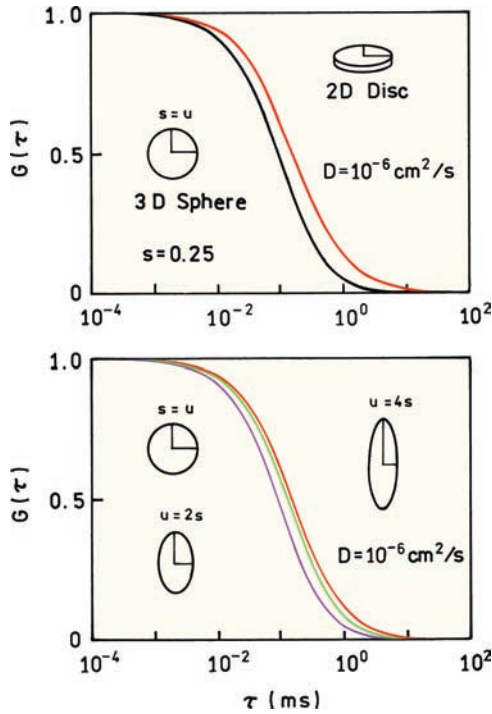 1.0
0.5
0
G(τ)
s = u
3D Sphere
s = 0.25
2D Disc
D = 10⁻⁶ cm²/s
10⁻⁴
10⁻²
10⁰
10²
1.0
0.5
0
G(τ)
s = u
u = 2s
u = 4s
D = 10⁻⁶ cm²/s
10⁻⁴
10⁻²
10⁰
10²
τ (ms)